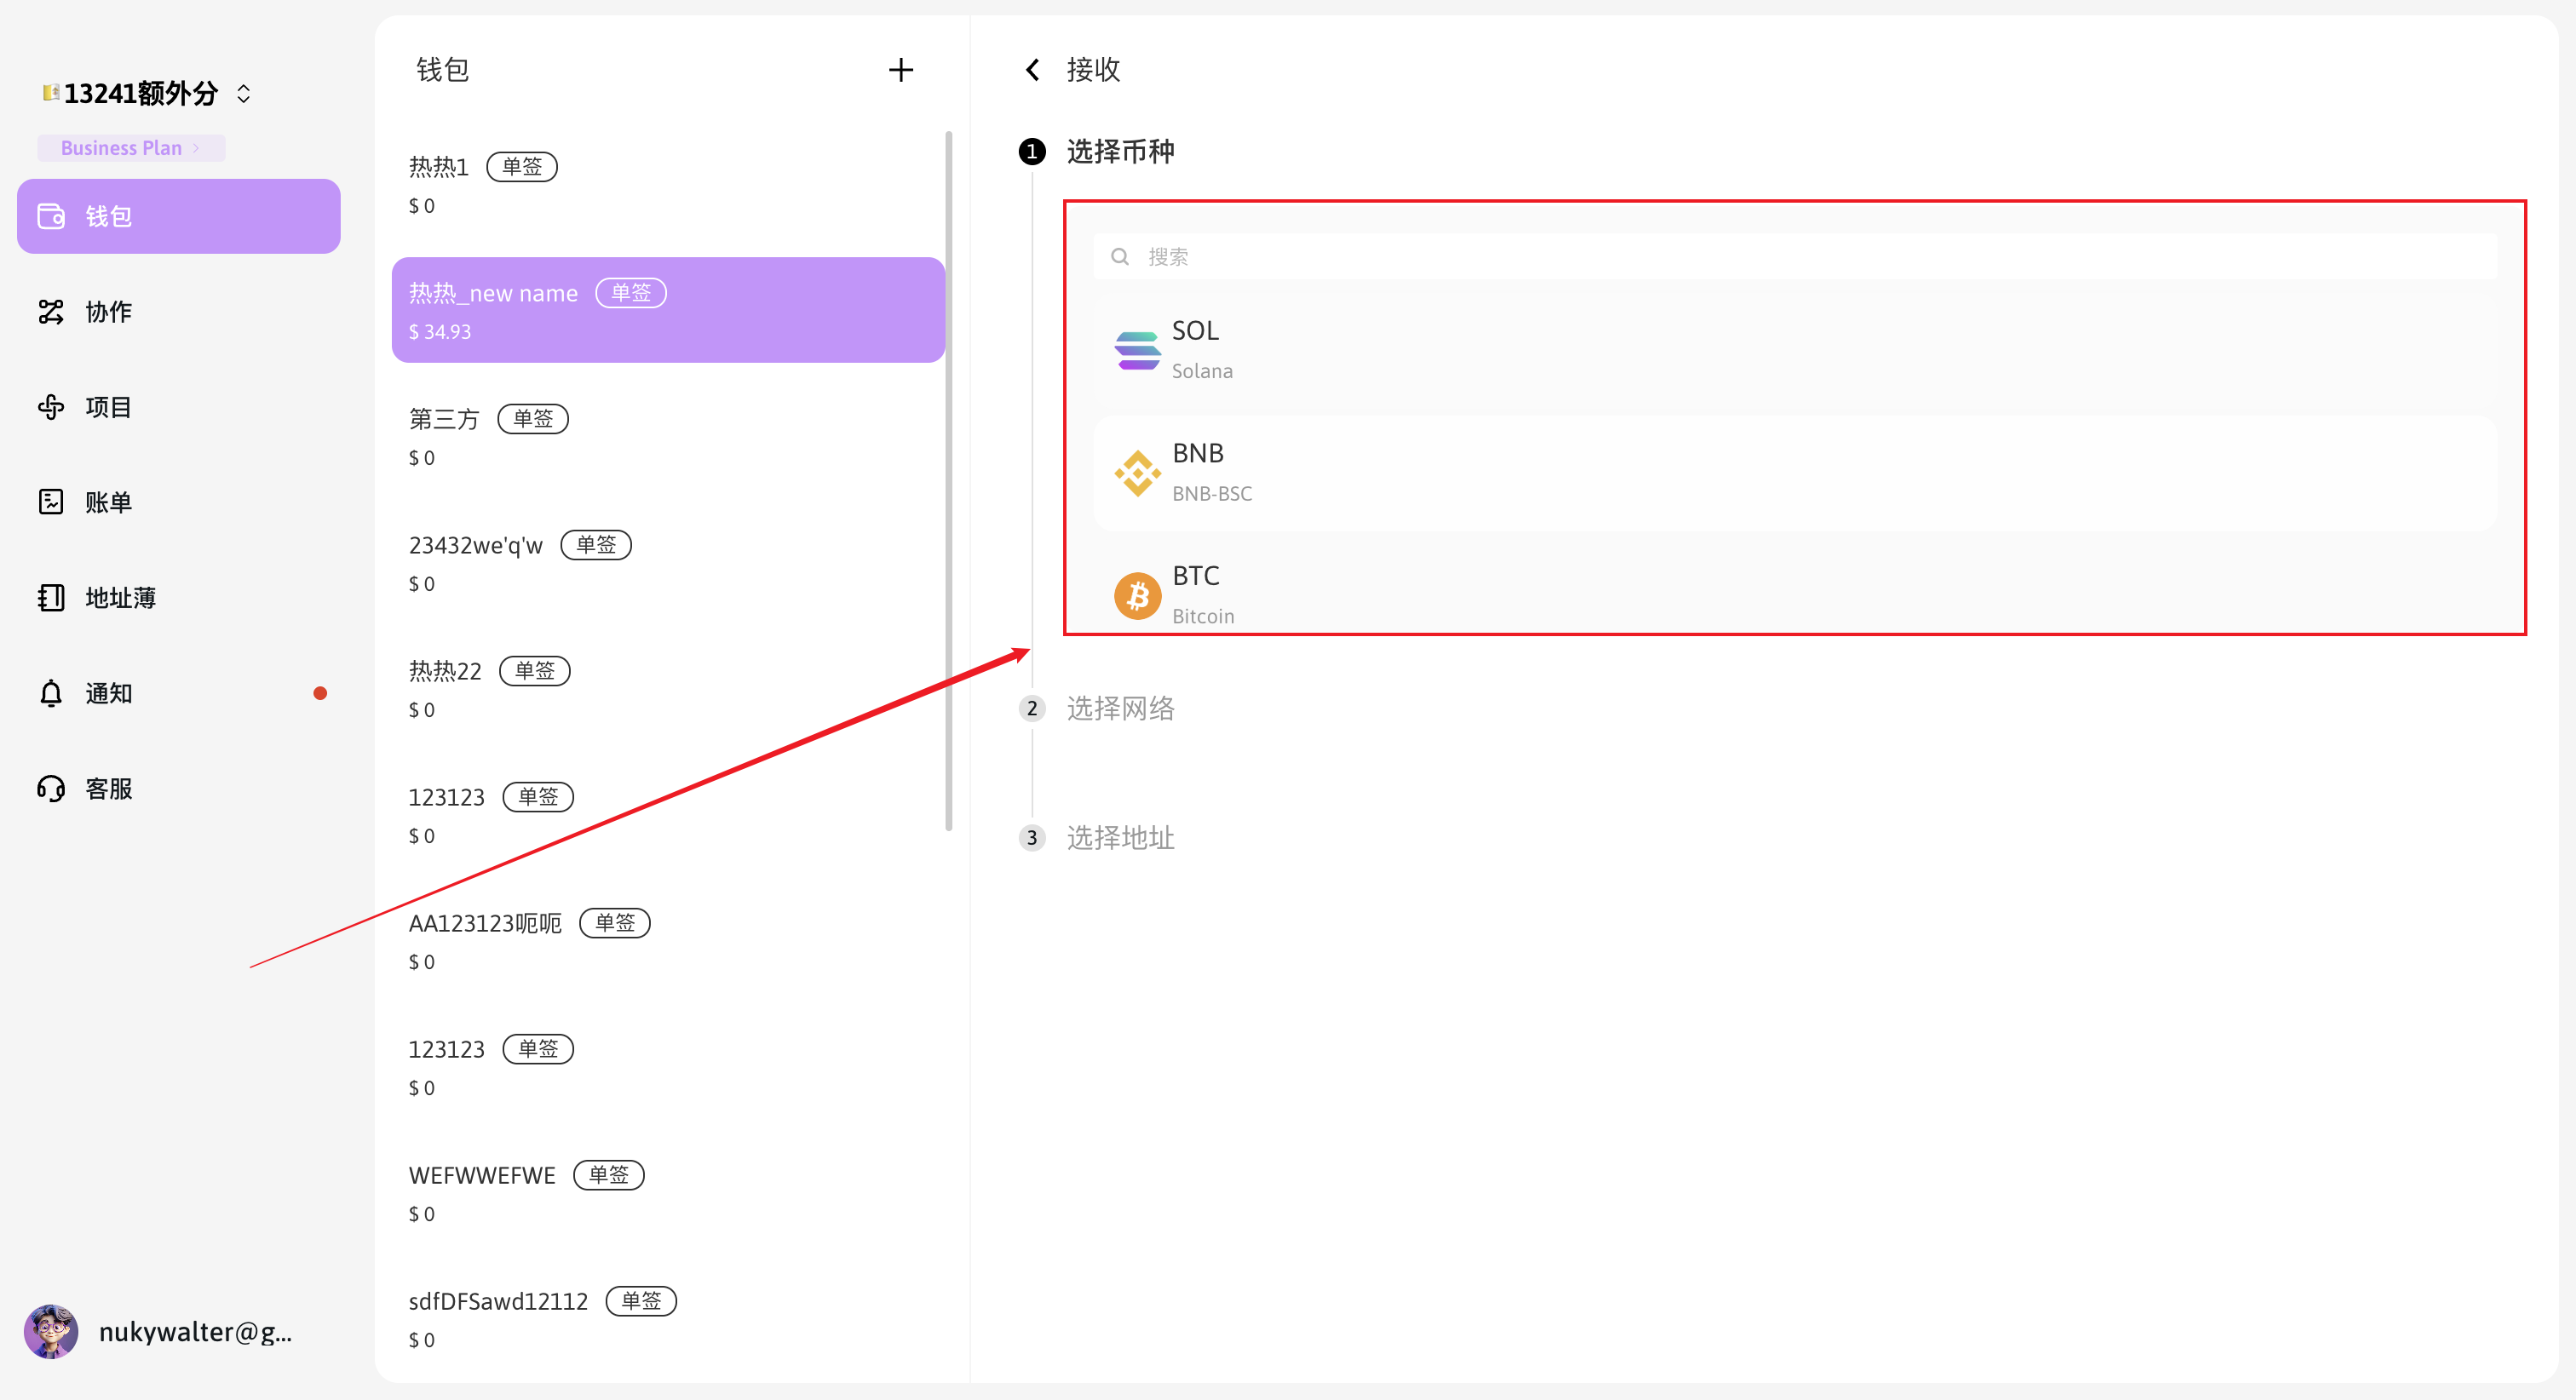 13241额外分
Business Plan
钱包
协作
项目
账单
地址薄
通知
客服
nukywalter@g...
钱包
热热1 单签
$ 0
热热_new name 单签
$ 34.93
第三方 单签
$ 0
23432we'q'w 单签
$ 0
热热22 单签
$ 0
123123 单签
$ 0
AA123123呃呃 单签
$ 0
123123 单签
$ 0
WEFWWEFWE 单签
$ 0
sdfDFSawd12112 单签
$ 0
接收
1 选择币种
搜索
SOL
Solana
BNB
BNB-BSC
BTC
Bitcoin
2 选择网络
3 选择地址